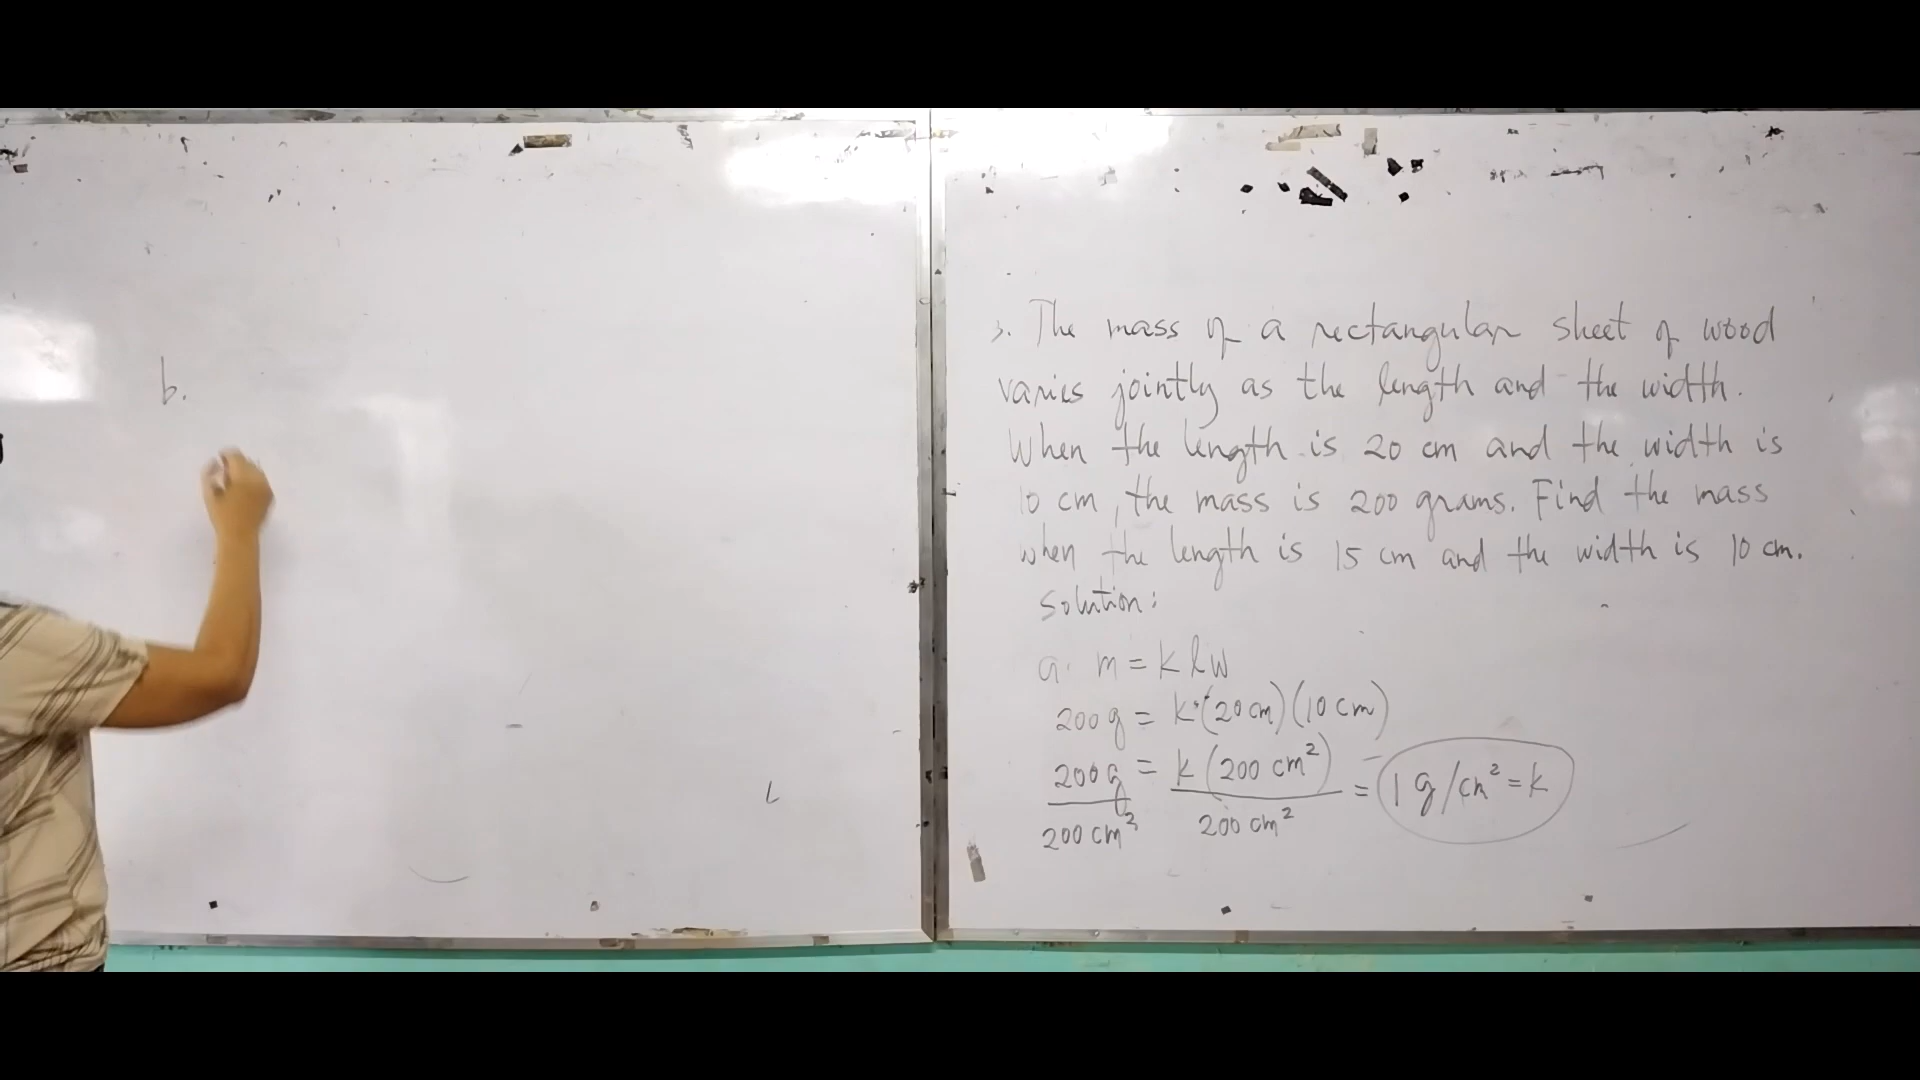 b.
3. The mass of a rectangular sheet of wood
varies jointly as the length and the width.
When the length is 20 cm and the width is
10 cm, the mass is 200 grams. Find the mass
when the length is 15 cm and the width is 10 cm.
Solution:
a. m = k l w
200 g = k·(20 cm)(10 cm)
200 g / 200 cm² = k (200 cm²) / 200 cm² = 1 g/cm² = k